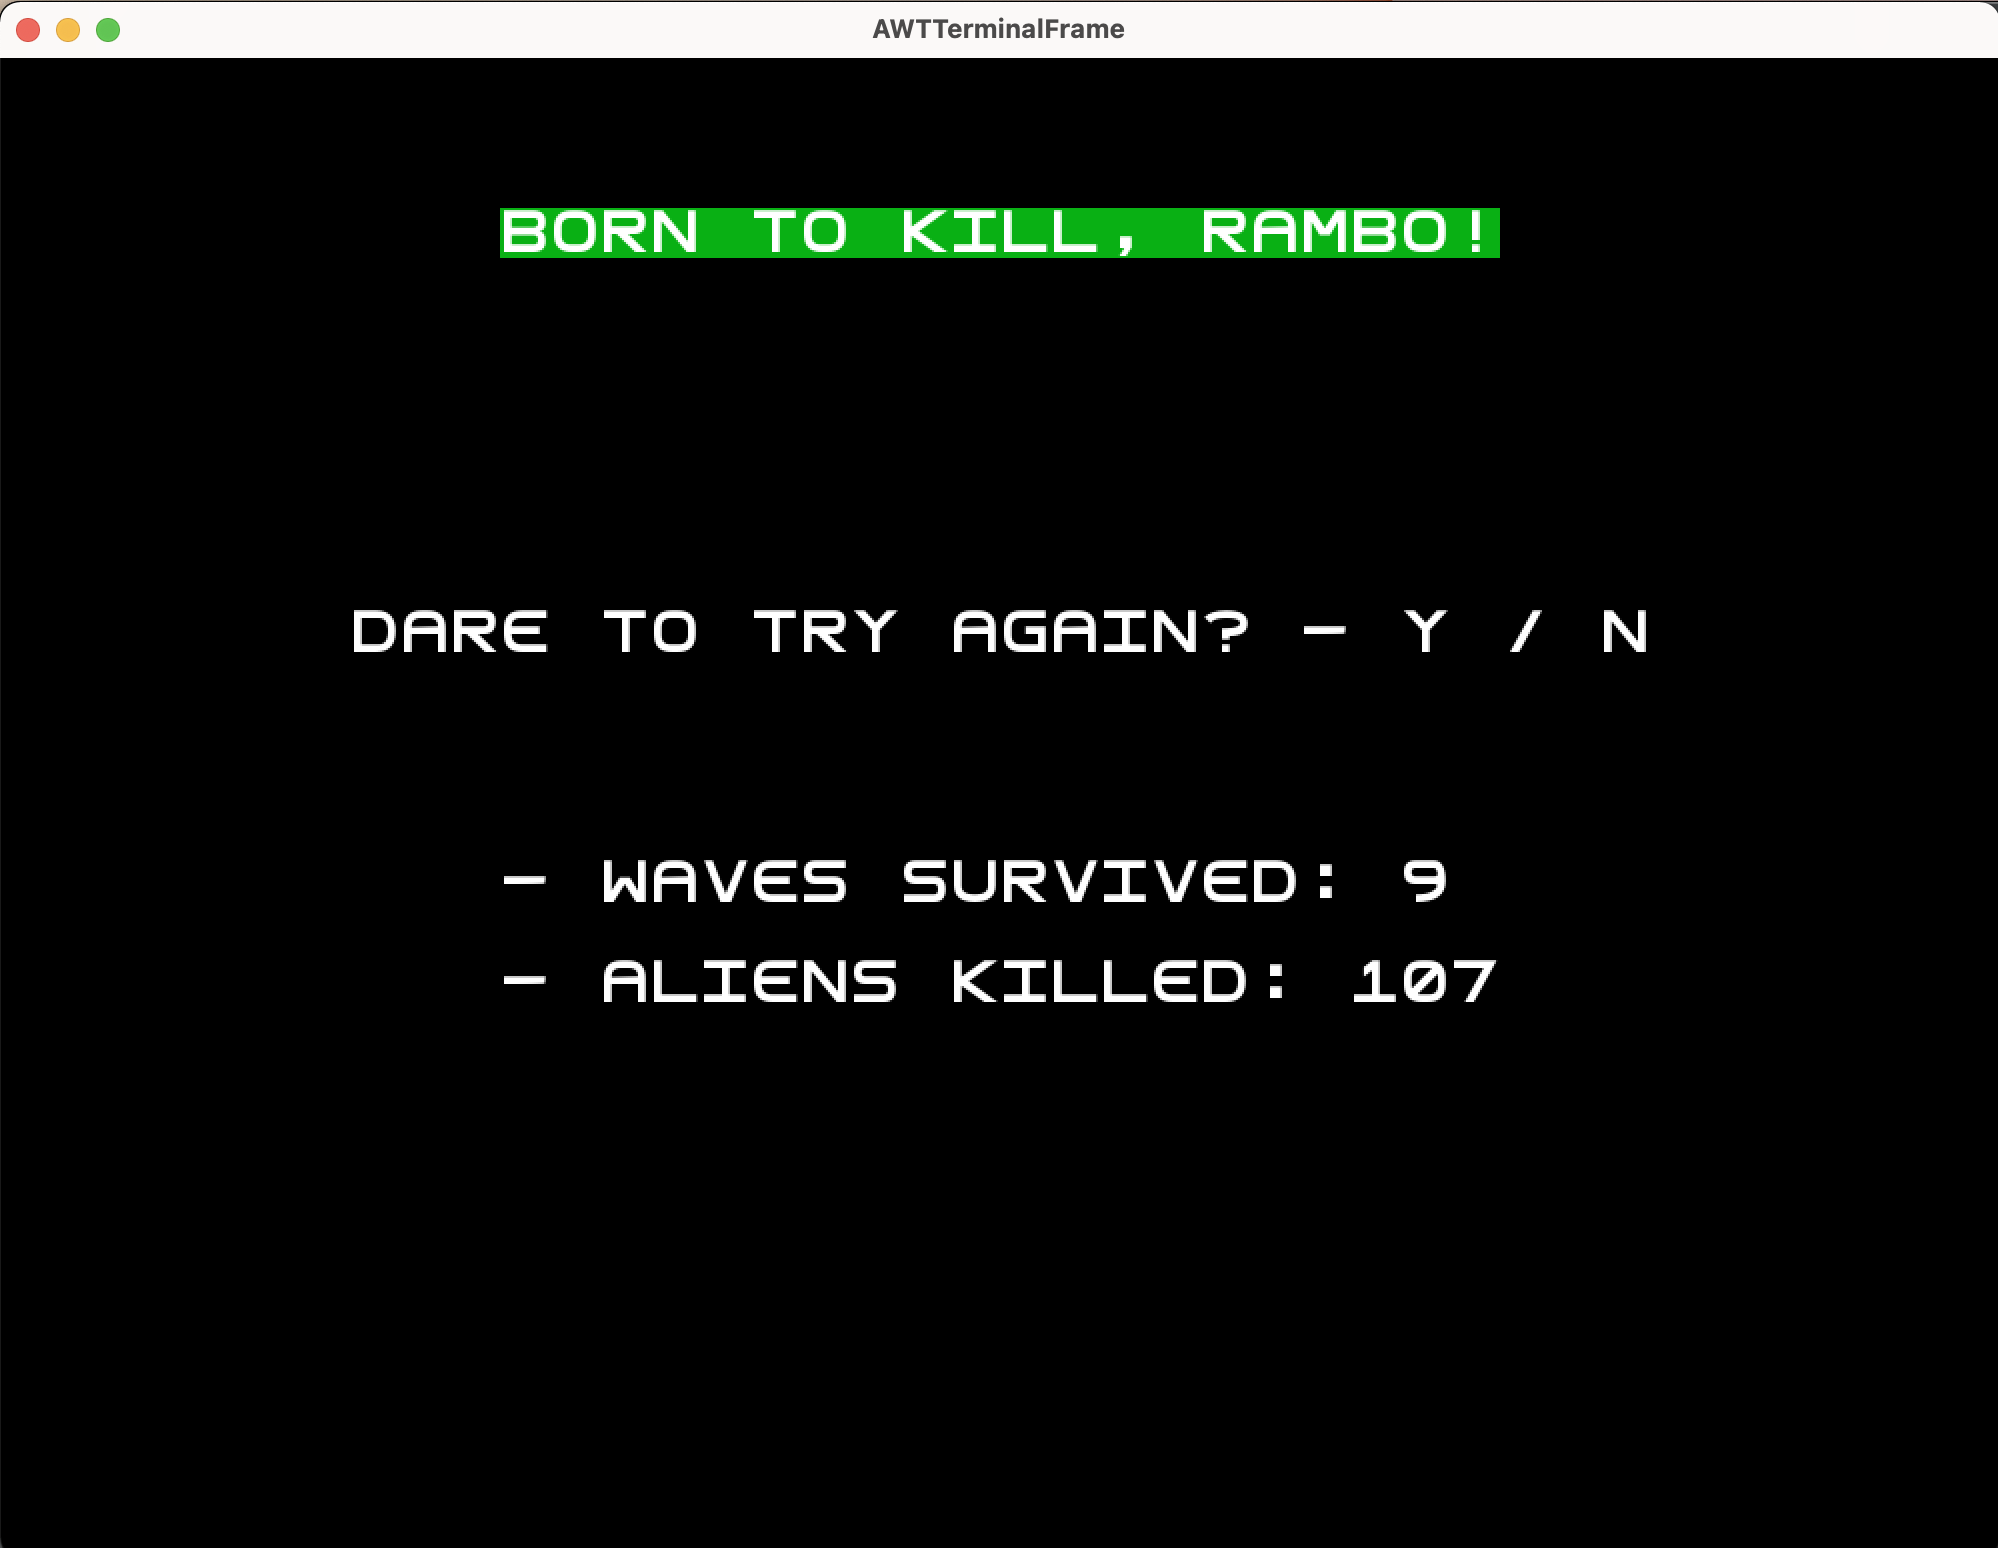 AWTTerminalFrame
BORN TO KILL, RAMBO!
DARE TO TRY AGAIN? - Y / N
- WAVES SURVIVED: 9
- ALIENS KILLED: 107